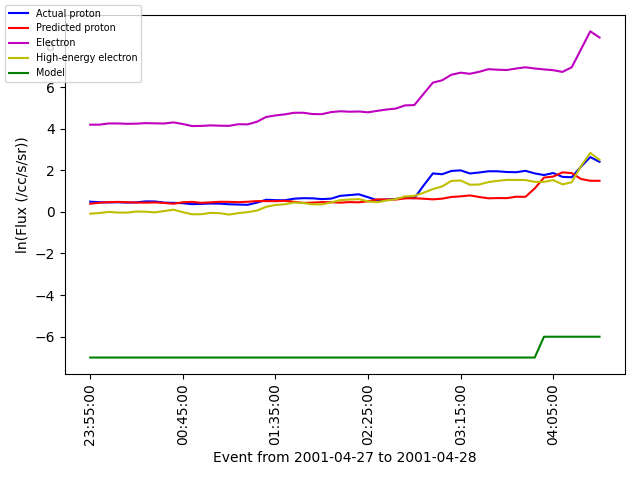 Actual proton
Predicted proton
Electron
High-energy electron
Model
8
6
4
2
0
−2
−4
−6
ln(Flux (/cc/s/sr))
23:55:00
00:45:00
01:35:00
02:25:00
03:15:00
04:05:00
Event from 2001-04-27 to 2001-04-28